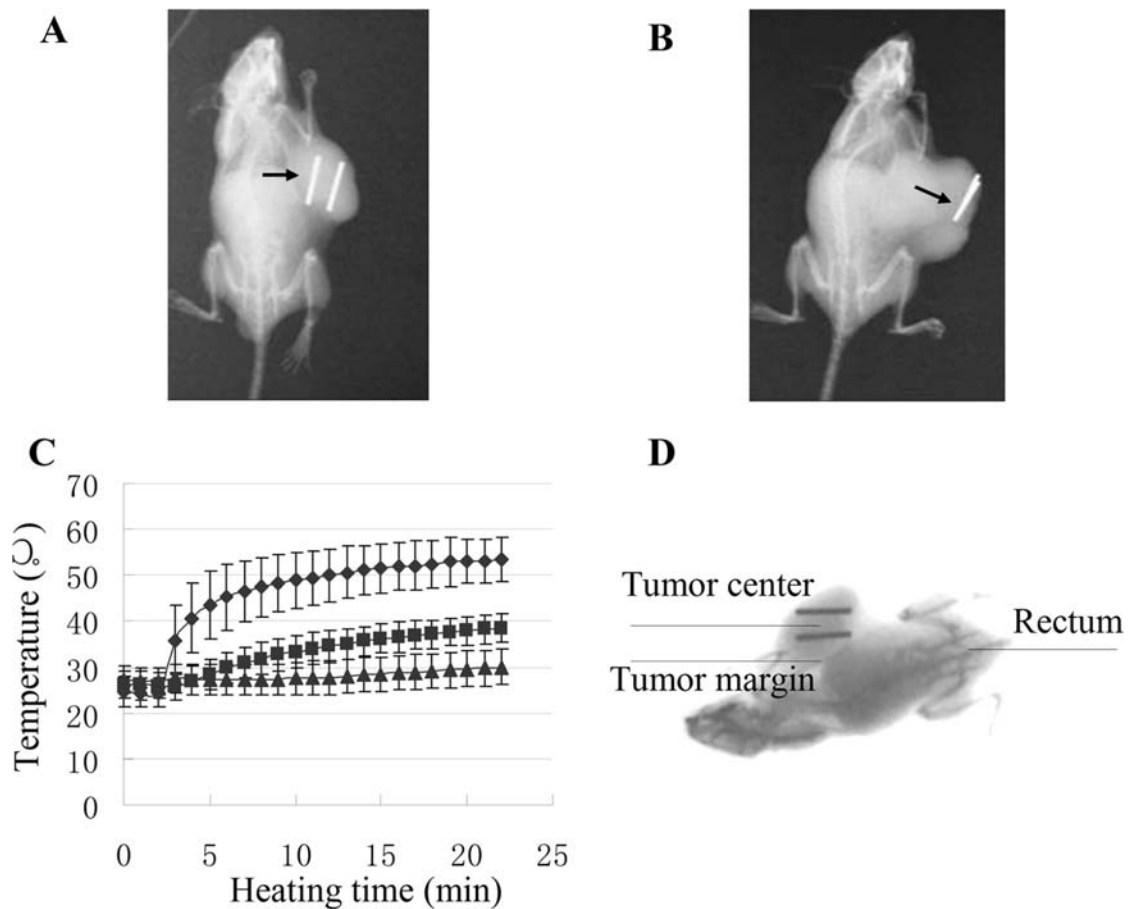 A
B
C
70
60
50
40
30
20
10
0
Temperature (℃)
0 5 10 15 20 25
Heating time (min)
D
Tumor center
Rectum
Tumor margin